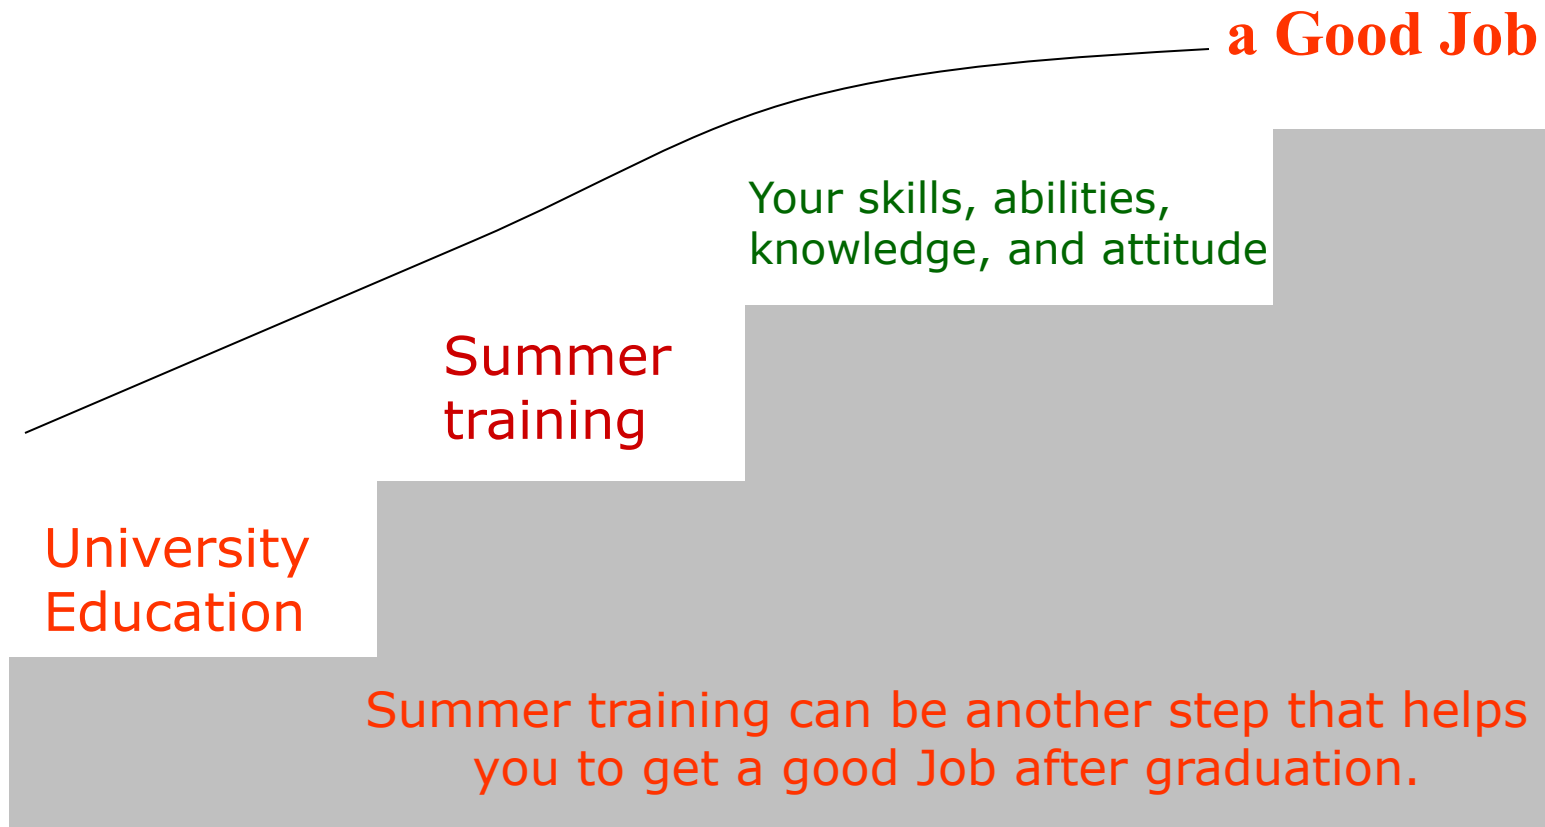 a Good Job
Your skills, abilities,
knowledge, and attitude
Summer
training
University
Education
Summer training can be another step that helps
you to get a good Job after graduation.